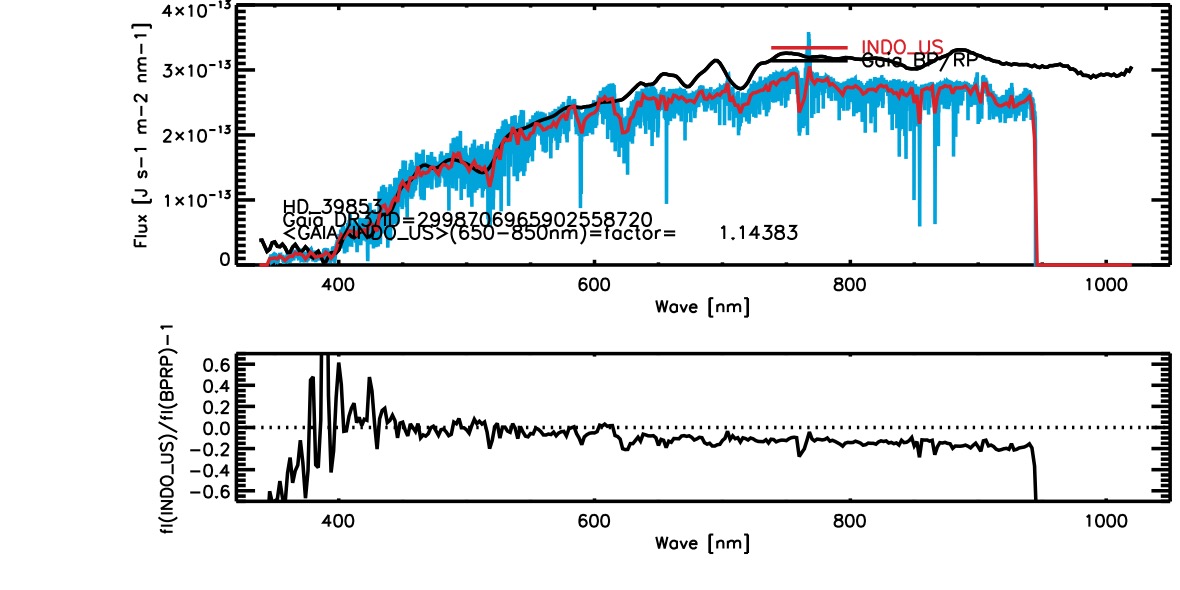 4×10−13
3×10−13
2×10−13
1×10−13
0
Flux [J s−1 m−2 nm−1]
INDO_US
Gaia BP/RP
HD_39853
Gaia DR3 ID=2998706965902558720
<GAIA/INDO_US>(650−850nm)=factor= 1.14383
400 600 800 1000
Wave [nm]
fl(INDO_US)/fl(BPRP)−1
0.6
0.4
0.2
0.0
−0.2
−0.4
−0.6
400 600 800 1000
Wave [nm]